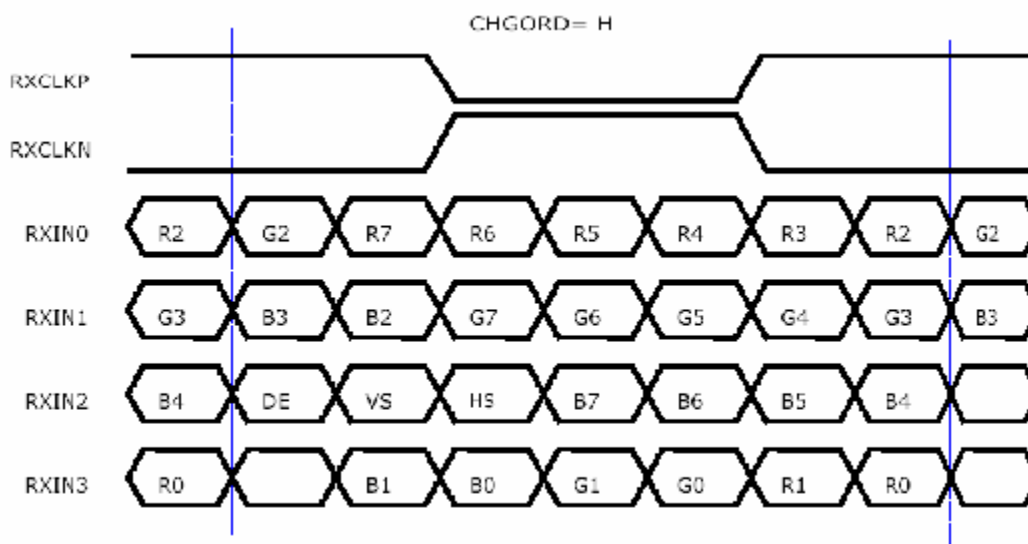 CHGORD= H
RXCLKP
RXCLKN
RXIN0 R2 G2 R7 R6 R5 R4 R3 R2 G2
RXIN1 G3 B3 B2 G7 G6 G5 G4 G3 B3
RXIN2 B4 DE VS HS B7 B6 B5 B4
RXIN3 R0 B1 B0 G1 G0 R1 R0